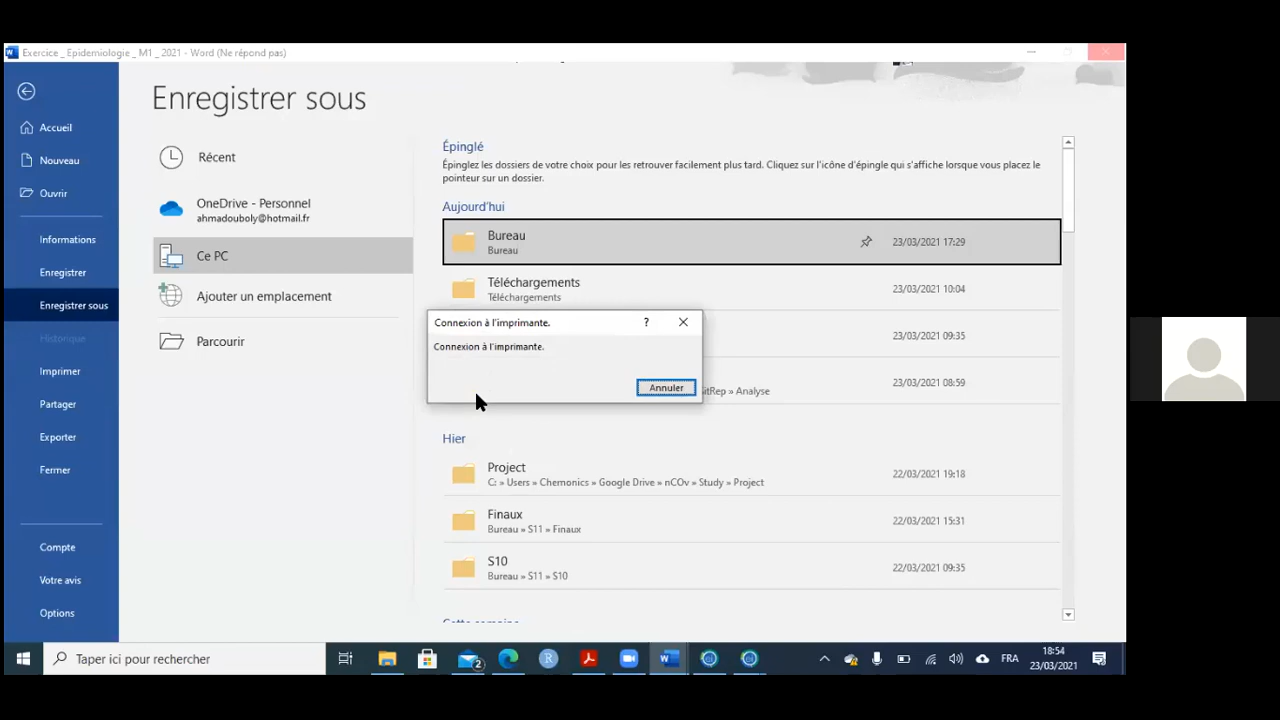 Exercice _ Epidemiologie _ M1 _ 2021 - Word (Ne répond pas)
Enregistrer sous
Accueil
Nouveau
Ouvrir
Informations
Enregistrer
Enregistrer sous
Historique
Imprimer
Partager
Exporter
Fermer
Compte
Votre avis
Options
Récent
OneDrive - Personnel
ahmadouboly@hotmail.fr
Ce PC
Ajouter un emplacement
Parcourir
Épinglé
Épinglez les dossiers de votre choix pour les retrouver facilement plus tard. Cliquez sur l'icône d'épingle qui s'affiche lorsque vous placez le
pointeur sur un dossier.
Aujourd'hui
Bureau 23/03/2021 17:29
Bureau
Téléchargements 23/03/2021 10:04
Téléchargements
23/03/2021 09:35
23/03/2021 08:59
» Analyse
Connexion à l'imprimante. ?
Connexion à l'imprimante.
Annuler
Hier
Project 22/03/2021 19:18
C: » Users » Chemonics » Google Drive » nCOv » Study » Project
Finaux 22/03/2021 15:31
Bureau » S11 » Finaux
S10 22/03/2021 09:35
Bureau » S11 » S10
Cette semaine
Taper ici pour rechercher
2
FRA
18:54
23/03/2021